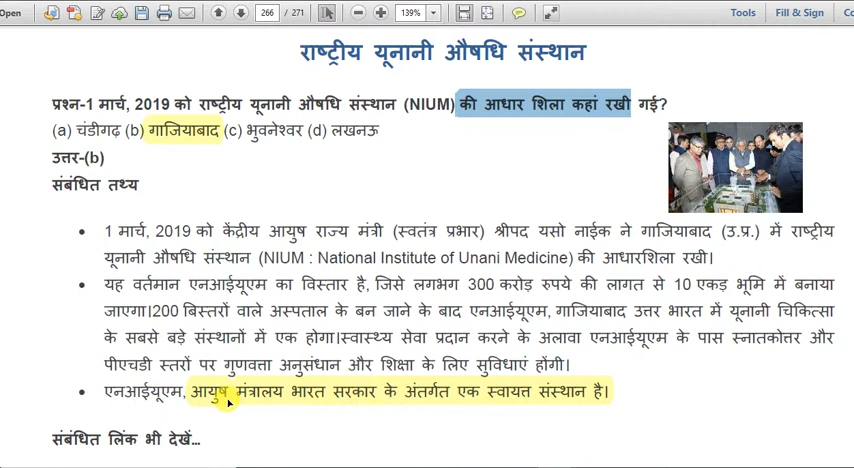 Open
266 / 271
139%
Tools
Fill & Sign
राष्ट्रीय यूनानी औषधि संस्थान
प्रश्न-1 मार्च, 2019 को राष्ट्रीय यूनानी औषधि संस्थान (NIUM) की आधार शिला कहां रखी गई?
(a) चंडीगढ़ (b) गाजियाबाद (c) भुवनेश्वर (d) लखनऊ
उत्तर-(b)
संबंधित तथ्य
• 1 मार्च, 2019 को केंद्रीय आयुष राज्य मंत्री (स्वतंत्र प्रभार) श्रीपद यसो नाईक ने गाजियाबाद (उ.प्र.) में राष्ट्रीय
यूनानी औषधि संस्थान (NIUM : National Institute of Unani Medicine) की आधारशिला रखी।
• यह वर्तमान एनआईयूएम का विस्तार है, जिसे लगभग 300 करोड़ रुपये की लागत से 10 एकड़ भूमि में बनाया
जाएगा।200 बिस्तरों वाले अस्पताल के बन जाने के बाद एनआईयूएम, गाजियाबाद उत्तर भारत में यूनानी चिकित्सा
के सबसे बड़े संस्थानों में एक होगा।स्वास्थ्य सेवा प्रदान करने के अलावा एनआईयूएम के पास स्नातकोत्तर और
पीएचडी स्तरों पर गुणवत्ता अनुसंधान और शिक्षा के लिए सुविधाएं होंगी।
• एनआईयूएम, आयुष मंत्रालय भारत सरकार के अंतर्गत एक स्वायत्त संस्थान है।
संबंधित लिंक भी देखें…